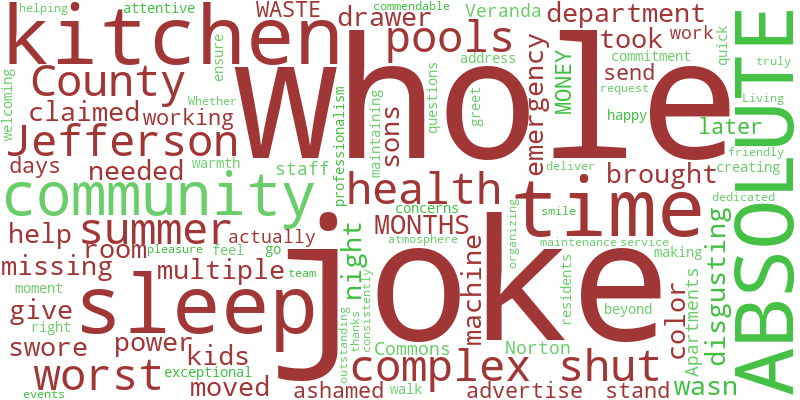 helping attentive WASTE commendable Veranda department
kitchen drawer pools took work quick
County Whole address commitment truly
welcoming ensure questions emergency MONEY send request Living
claimed Whether professionalism maintaining sons greet happy later
Jefferson working friendly
days needed warmth staff health deliver brought creating
community concerns time smile dedicated
summer MONTHS organizing
help room actually atmosphere maintenance service disgusting
missing pleasure feel go night making
moment multiple team joke machine residents color
give sleep consistently beyond Apartments
right outstanding thanks
swore power Commons Norton
kids complex shut
worst exceptional wasn
events moved ashamed walk advertise stand
ABSOLUTE